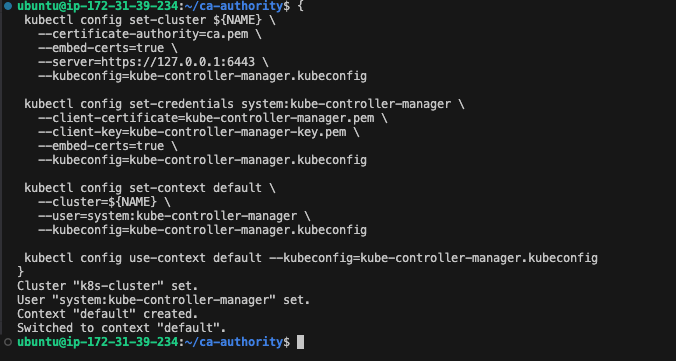 ubuntu@ip-172-31-39-234:~/ca-authority$ {
kubectl config set-cluster ${NAME} \
--certificate-authority=ca.pem \
--embed-certs=true \
--server=https://127.0.0.1:6443 \
--kubeconfig=kube-controller-manager.kubeconfig
kubectl config set-credentials system:kube-controller-manager \
--client-certificate=kube-controller-manager.pem \
--client-key=kube-controller-manager-key.pem \
--embed-certs=true \
--kubeconfig=kube-controller-manager.kubeconfig
kubectl config set-context default \
--cluster=${NAME} \
--user=system:kube-controller-manager \
--kubeconfig=kube-controller-manager.kubeconfig
kubectl config use-context default --kubeconfig=kube-controller-manager.kubeconfig
}
Cluster "k8s-cluster" set.
User "system:kube-controller-manager" set.
Context "default" created.
Switched to context "default".
ubuntu@ip-172-31-39-234:~/ca-authority$